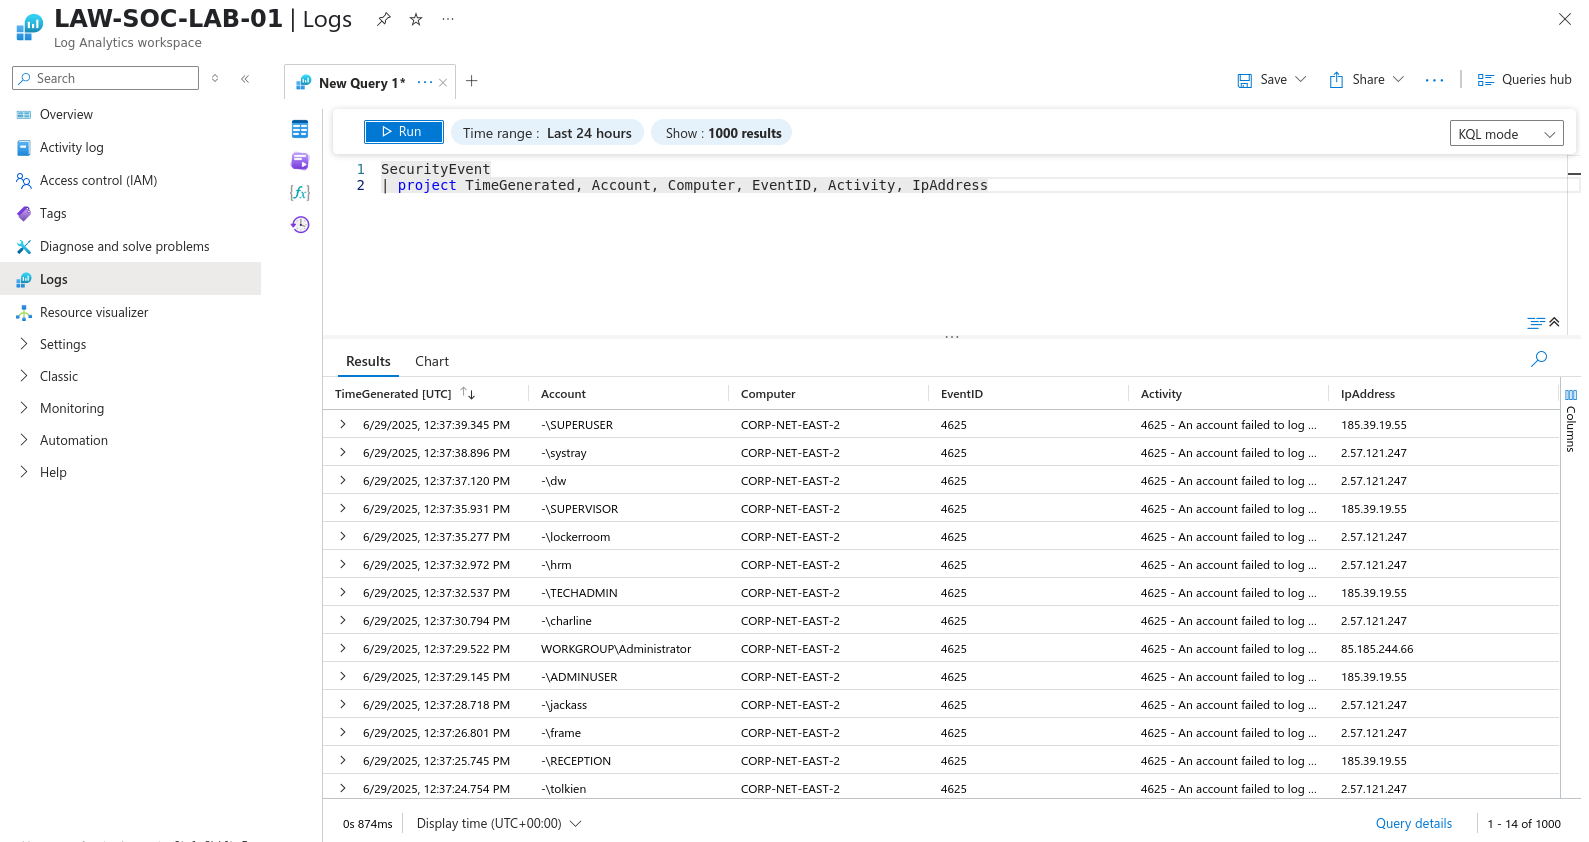 LAW-SOC-LAB-01 | Logs
Log Analytics workspace
Search
Overview
Activity log
Access control (IAM)
Tags
Diagnose and solve problems
Logs
Resource visualizer
Settings
Classic
Monitoring
Automation
Help
New Query 1*
Save
Share
Queries hub
Run
Time range : Last 24 hours
Show : 1000 results
KQL mode
1 SecurityEvent
2 | project TimeGenerated, Account, Computer, EventID, Activity, IpAddress
Results Chart
TimeGenerated [UTC] Account Computer EventID Activity IpAddress
6/29/2025, 12:37:39.345 PM -\SUPERUSER CORP-NET-EAST-2 4625 4625 - An account failed to log ... 185.39.19.55
6/29/2025, 12:37:38.896 PM -\systray CORP-NET-EAST-2 4625 4625 - An account failed to log ... 2.57.121.247
6/29/2025, 12:37:37.120 PM -\dw CORP-NET-EAST-2 4625 4625 - An account failed to log ... 2.57.121.247
6/29/2025, 12:37:35.931 PM -\SUPERVISOR CORP-NET-EAST-2 4625 4625 - An account failed to log ... 185.39.19.55
6/29/2025, 12:37:35.277 PM -\lockerroom CORP-NET-EAST-2 4625 4625 - An account failed to log ... 2.57.121.247
6/29/2025, 12:37:32.972 PM -\hrm CORP-NET-EAST-2 4625 4625 - An account failed to log ... 2.57.121.247
6/29/2025, 12:37:32.537 PM -\TECHADMIN CORP-NET-EAST-2 4625 4625 - An account failed to log ... 185.39.19.55
6/29/2025, 12:37:30.794 PM -\charline CORP-NET-EAST-2 4625 4625 - An account failed to log ... 2.57.121.247
6/29/2025, 12:37:29.522 PM WORKGROUP\Administrator CORP-NET-EAST-2 4625 4625 - An account failed to log ... 85.185.244.66
6/29/2025, 12:37:29.145 PM -\ADMINUSER CORP-NET-EAST-2 4625 4625 - An account failed to log ... 185.39.19.55
6/29/2025, 12:37:28.718 PM -\jackass CORP-NET-EAST-2 4625 4625 - An account failed to log ... 2.57.121.247
6/29/2025, 12:37:26.801 PM -\frame CORP-NET-EAST-2 4625 4625 - An account failed to log ... 2.57.121.247
6/29/2025, 12:37:25.745 PM -\RECEPTION CORP-NET-EAST-2 4625 4625 - An account failed to log ... 185.39.19.55
6/29/2025, 12:37:24.754 PM -\tolkien CORP-NET-EAST-2 4625 4625 - An account failed to log ... 2.57.121.247
Columns
0s 874ms
Display time (UTC+00:00)
Query details
1 - 14 of 1000